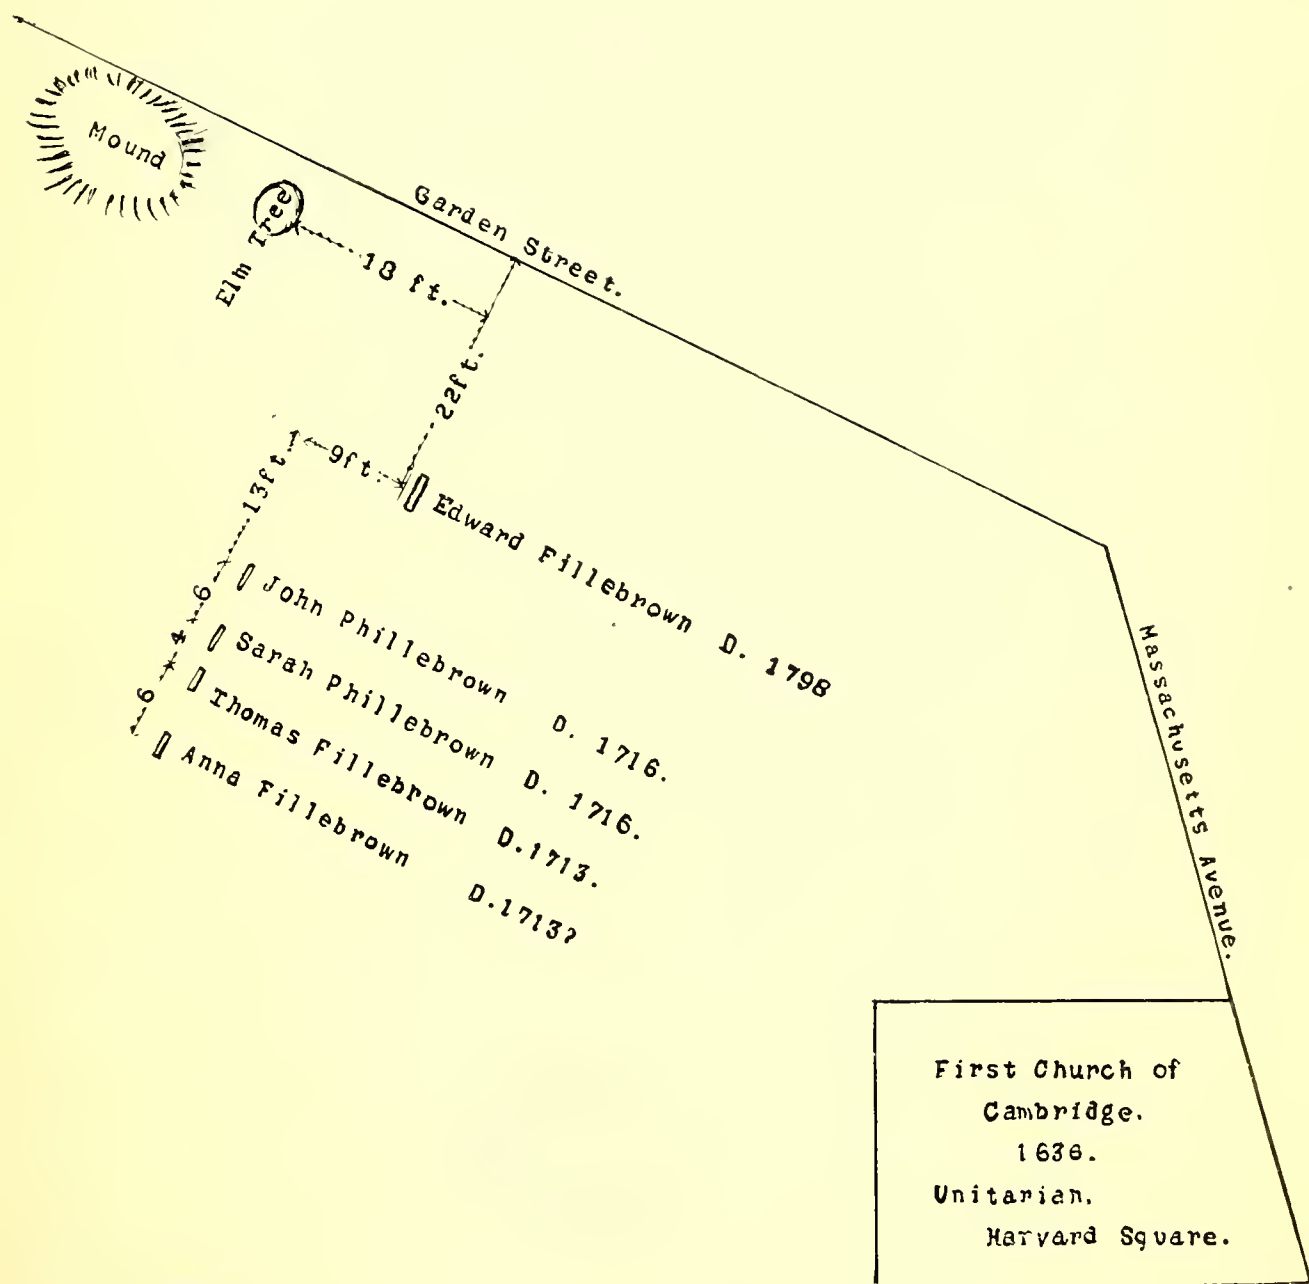 Mound
Elm Tree
Garden Street.
18 ft.
22ft.
9ft.
13ft.
6
4
6
Edward Fillebrown D. 1798
John Phillebrown D. 1716.
Sarah Phillebrown D. 1716.
Thomas Fillebrown D.1713.
Anna Fillebrown D.1713?
Massachusetts Avenue.
First Church of
Cambridge.
1636.
Unitarian.
Harvard Square.